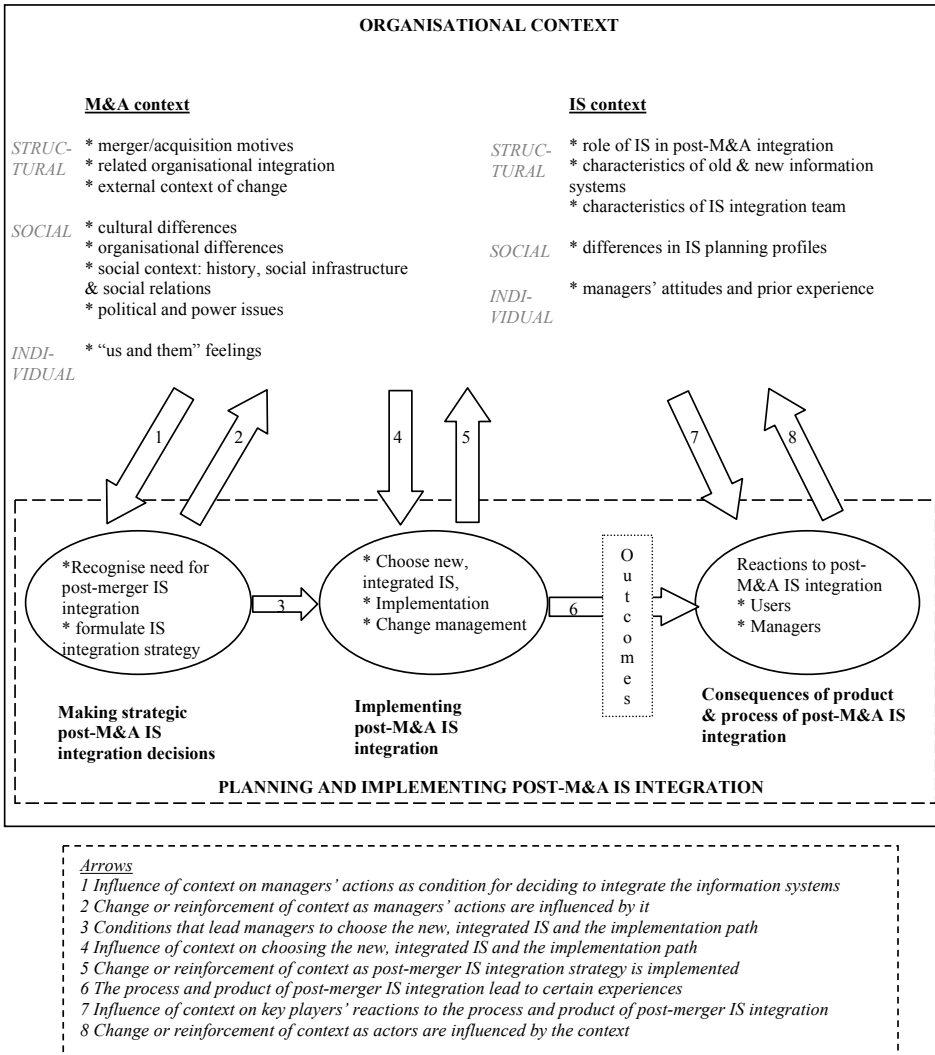 ORGANISATIONAL CONTEXT
M&A context
STRUC-
TURAL
* merger/acquisition motives
* related organisational integration
* external context of change
SOCIAL
* cultural differences
* organisational differences
* social context: history, social infrastructure
& social relations
* political and power issues
INDI-
VIDUAL
* “us and them” feelings
IS context
STRUC-
TURAL
* role of IS in post-M&A integration
* characteristics of old & new information
systems
* characteristics of IS integration team
SOCIAL
* differences in IS planning profiles
INDI-
VIDUAL
* managers’ attitudes and prior experience
1
2
4
5
7
8
*Recognise need for
post-merger IS
integration
* formulate IS
integration strategy
3
* Choose new,
integrated IS,
* Implementation
* Change management
6
Outcomes
Reactions to post-
M&A IS integration
* Users
* Managers
Making strategic
post-M&A IS
integration decisions
Implementing
post-M&A IS
integration
Consequences of product
& process of post-M&A IS
integration
PLANNING AND IMPLEMENTING POST-M&A IS INTEGRATION
Arrows
1 Influence of context on managers’ actions as condition for deciding to integrate the information systems
2 Change or reinforcement of context as managers’ actions are influenced by it
3 Conditions that lead managers to choose the new, integrated IS and the implementation path
4 Influence of context on choosing the new, integrated IS and the implementation path
5 Change or reinforcement of context as post-merger IS integration strategy is implemented
6 The process and product of post-merger IS integration lead to certain experiences
7 Influence of context on key players’ reactions to the process and product of post-merger IS integration
8 Change or reinforcement of context as actors are influenced by the context